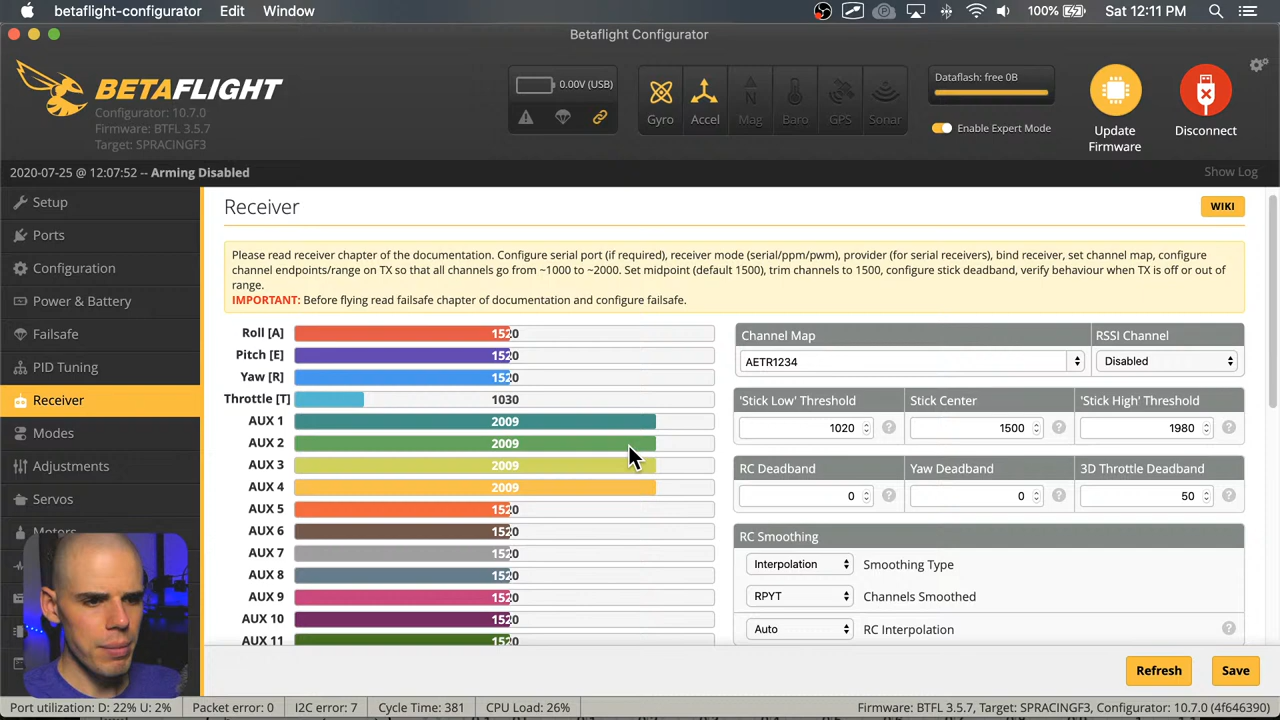 betaflight-configurator Edit Window 100% Sat 12:11 PM
Betaflight Configurator
BETAFLIGHT
Configurator: 10.7.0
Firmware: BTFL 3.5.7
Target: SPRACINGF3
0.00V (USB)
Gyro Accel Mag Baro GPS Sonar
Dataflash: free 0B
Enable Expert Mode
Update
Firmware
Disconnect
2020-07-25 @ 12:07:52 -- Arming Disabled
Show Log
Setup
Ports
Configuration
Power & Battery
Failsafe
PID Tuning
Receiver
Modes
Adjustments
Servos
Motors
Receiver
WIKI
Please read receiver chapter of the documentation. Configure serial port (if required), receiver mode (serial/ppm/pwm), provider (for serial receivers), bind receiver, set channel map, configure
channel endpoints/range on TX so that all channels go from ~1000 to ~2000. Set midpoint (default 1500), trim channels to 1500, configure stick deadband, verify behaviour when TX is off or out of
range.
IMPORTANT: Before flying read failsafe chapter of documentation and configure failsafe.
Roll [A] 1520
Pitch [E] 1520
Yaw [R] 1520
Throttle [T] 1030
AUX 1 2009
AUX 2 2009
AUX 3 2009
AUX 4 2009
AUX 5 1520
AUX 6 1520
AUX 7 1520
AUX 8 1520
AUX 9 1520
AUX 10 1520
AUX 11 1520
Channel Map
RSSI Channel
AETR1234
Disabled
'Stick Low' Threshold
Stick Center
'Stick High' Threshold
1020
1500
1980
RC Deadband
Yaw Deadband
3D Throttle Deadband
0
0
50
RC Smoothing
Interpolation Smoothing Type
RPYT Channels Smoothed
Auto RC Interpolation
Refresh
Save
Port utilization: D: 22% U: 2% Packet error: 0 I2C error: 7 Cycle Time: 381 CPU Load: 26% Firmware: BTFL 3.5.7, Target: SPRACINGF3, Configurator: 10.7.0 (4f646390)